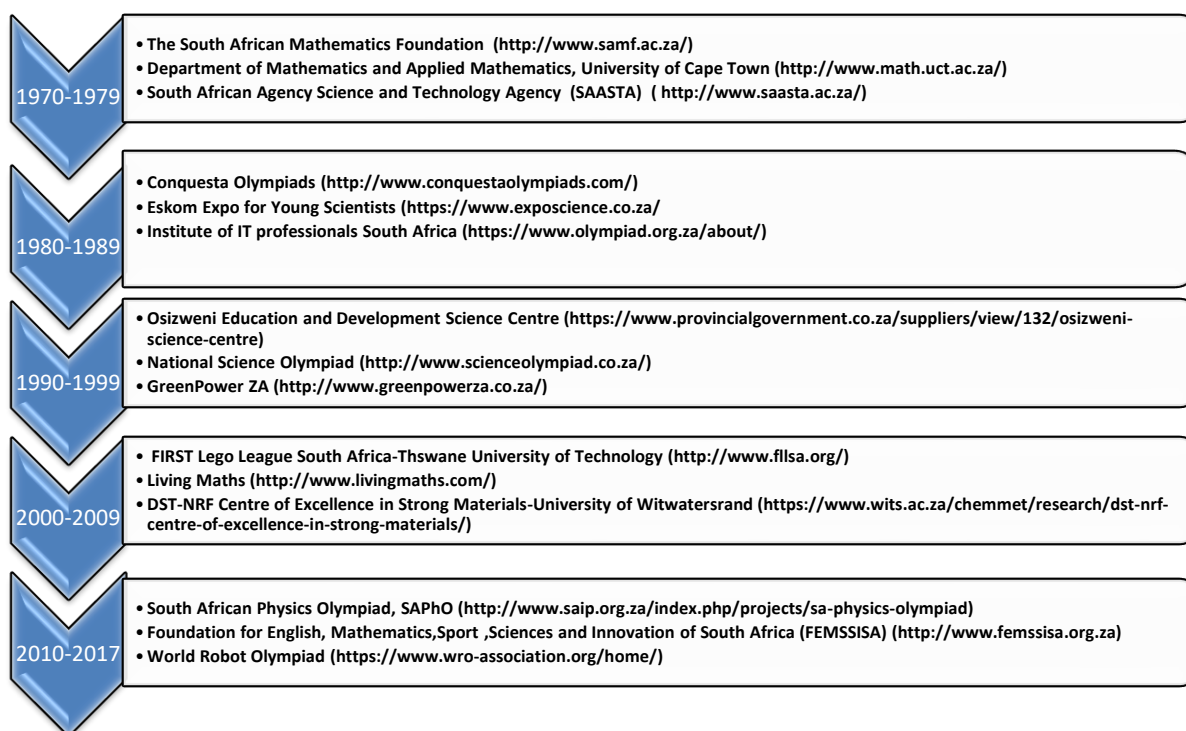 1970-1979
• The South African Mathematics Foundation (http://www.samf.ac.za/)
• Department of Mathematics and Applied Mathematics, University of Cape Town (http://www.math.uct.ac.za/)
• South African Agency Science and Technology Agency (SAASTA) ( http://www.saasta.ac.za/)
1980-1989
• Conquesta Olympiads (http://www.conquestaolympiads.com/)
• Eskom Expo for Young Scientists (https://www.exposcience.co.za/
• Institute of IT professionals South Africa (https://www.olympiad.org.za/about/)
1990-1999
• Osizweni Education and Development Science Centre (https://www.provincialgovernment.co.za/suppliers/view/132/osizweni-
science-centre)
• National Science Olympiad (http://www.scienceolympiad.co.za/)
• GreenPower ZA (http://www.greenpowerza.co.za/)
2000-2009
• FIRST Lego League South Africa-Thswane University of Technology (http://www.fllsa.org/)
• Living Maths (http://www.livingmaths.com/)
• DST-NRF Centre of Excellence in Strong Materials-University of Witwatersrand (https://www.wits.ac.za/chemmet/research/dst-nrf-
centre-of-excellence-in-strong-materials/)
2010-2017
• South African Physics Olympiad, SAPhO (http://www.saip.org.za/index.php/projects/sa-physics-olympiad)
• Foundation for English, Mathematics,Sport ,Sciences and Innovation of South Africa (FEMSSISA) (http://www.femssisa.org.za)
• World Robot Olympiad (https://www.wro-association.org/home/)